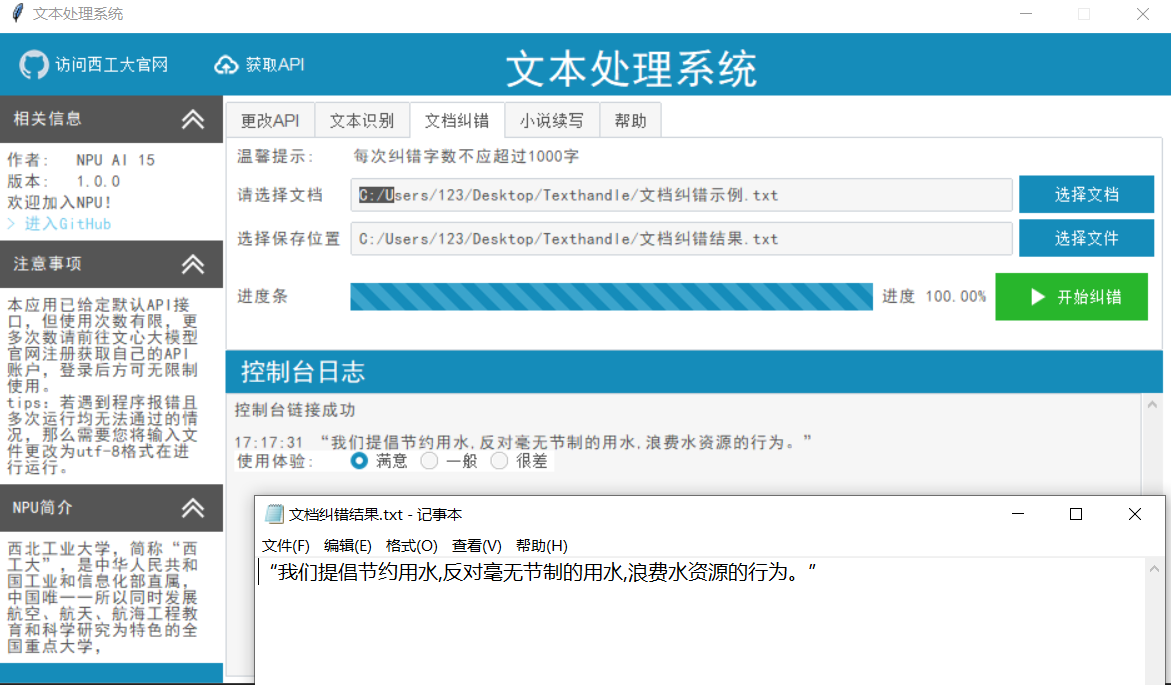 文本处理系统
访问西工大官网 获取API 文本处理系统
相关信息
作者: NPU AI 15
版本: 1.0.0
欢迎加入NPU!
> 进入GitHub
注意事项
本应用已给定默认API接
口，但使用次数有限，更
多次数请前往文心大模型
官网注册获取自己的API
账户，登录后方可无限制
使用。
tips: 若遇到程序报错且
多次运行均无法通过的情
况，那么需要您将输入文
件更改为utf-8格式在进
行运行。
NPU简介
西北工业大学，简称“西
工大”，是中华人民共和
国工业和信息化部直属，
中国唯一一所以同时发展
航空、航天、航海工程教
育和科学研究为特色的全
国重点大学，
更改API 文本识别 文档纠错 小说续写 帮助
温馨提示: 每次纠错字数不应超过1000字
请选择文档 C:/Users/123/Desktop/Texthandle/文档纠错示例.txt 选择文档
选择保存位置 C:/Users/123/Desktop/Texthandle/文档纠错结果.txt 选择文件
进度条 进度 100.00% 开始纠错
控制台日志
控制台链接成功
17:17:31 “我们提倡节约用水,反对毫无节制的用水,浪费水资源的行为。”
使用体验: 满意 一般 很差
文档纠错结果.txt - 记事本
文件(F) 编辑(E) 格式(O) 查看(V) 帮助(H)
“我们提倡节约用水,反对毫无节制的用水,浪费水资源的行为。”